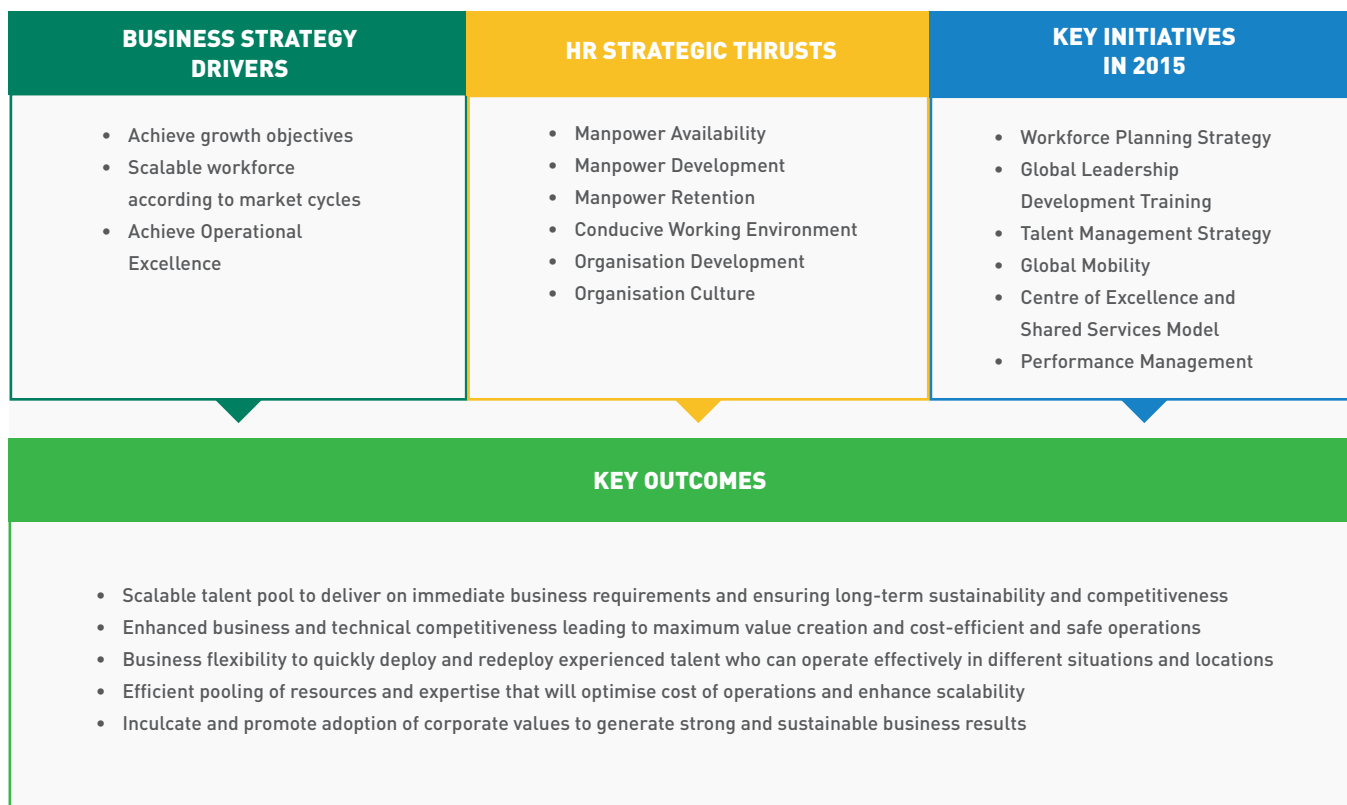 BUSINESS STRATEGY
DRIVERS
• Achieve growth objectives
• Scalable workforce
according to market cycles
• Achieve Operational
Excellence
HR STRATEGIC THRUSTS
• Manpower Availability
• Manpower Development
• Manpower Retention
• Conducive Working Environment
• Organisation Development
• Organisation Culture
KEY INITIATIVES
IN 2015
• Workforce Planning Strategy
• Global Leadership
Development Training
• Talent Management Strategy
• Global Mobility
• Centre of Excellence and
Shared Services Model
• Performance Management
KEY OUTCOMES
• Scalable talent pool to deliver on immediate business requirements and ensuring long-term sustainability and competitiveness
• Enhanced business and technical competitiveness leading to maximum value creation and cost-efficient and safe operations
• Business flexibility to quickly deploy and redeploy experienced talent who can operate effectively in different situations and locations
• Efficient pooling of resources and expertise that will optimise cost of operations and enhance scalability
• Inculcate and promote adoption of corporate values to generate strong and sustainable business results